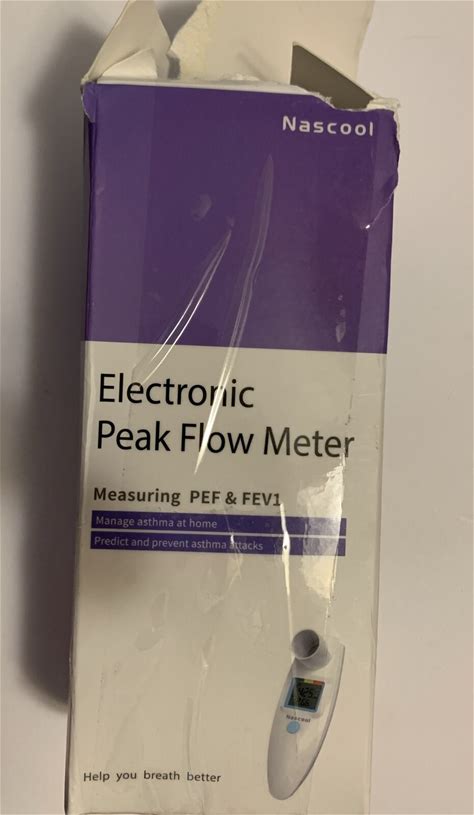 Nascool
Electronic
Peak Flow Meter
Measuring PEF & FEV1
Manage asthma at home
Predict and prevent asthma attacks
Nascool
Help you breath better